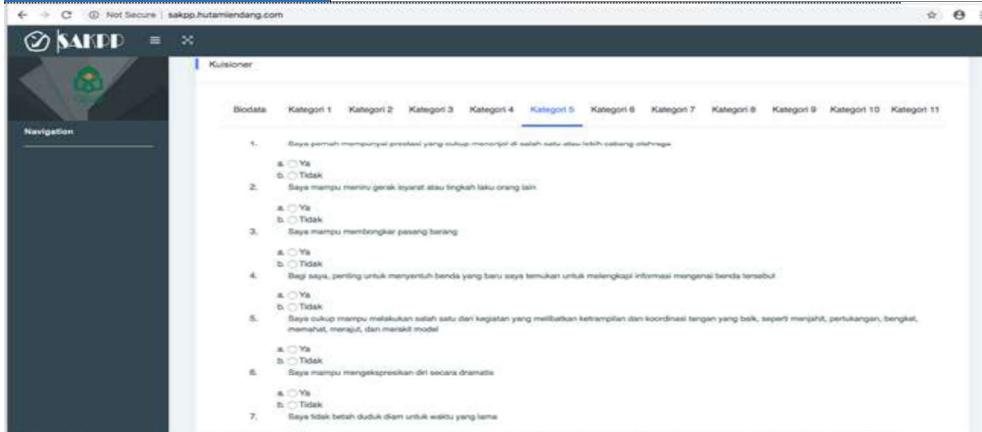 Not Secure | sakpp.hutamiendang.com
SAKPP
Kuisioner
Biodata Kategori 1 Kategori 2 Kategori 3 Kategori 4 Kategori 5 Kategori 6 Kategori 7 Kategori 8 Kategori 9 Kategori 10 Kategori 11
Navigation
1. Saya pernah mempunyai prestasi yang cukup menonjol di salah satu atau lebih cabang olahraga
a. Ya
b. Tidak
2. Saya mampu meniru gerak isyarat atau tingkah laku orang lain
a. Ya
b. Tidak
3. Saya mampu membongkar pasang barang
a. Ya
b. Tidak
4. Bagi saya, penting untuk menyentuh benda yang baru saya temukan untuk melengkapi informasi mengenai benda tersebut
a. Ya
b. Tidak
5. Saya cukup mampu melakukan salah satu dari kegiatan yang melibatkan ketrampilan dan koordinasi tangan yang baik, seperti menjahit, pertukangan, bengkel,
memahat, merajut, dan merakit model
a. Ya
b. Tidak
6. Saya mampu mengekspresikan diri secara dramatis
a. Ya
b. Tidak
7. Saya tidak betah duduk diam untuk waktu yang lama